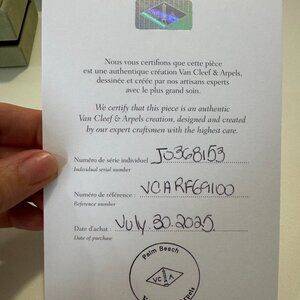 Nous vous certifions que cette pièce
est une authentique création Van Cleef & Arpels,
dessinée et créée par nos artisans experts
avec le plus grand soin.
We certify that this piece is an authentic
Van Cleef & Arpels creation, designed and created
by our expert craftsmen with the highest care.
Numéro de série individuel : JO368153
Individual serial number
Numéro de référence : VCARF69100
Reference number
Date d'achat : July.30.2025
Date of purchase
Palm Beach
VC A